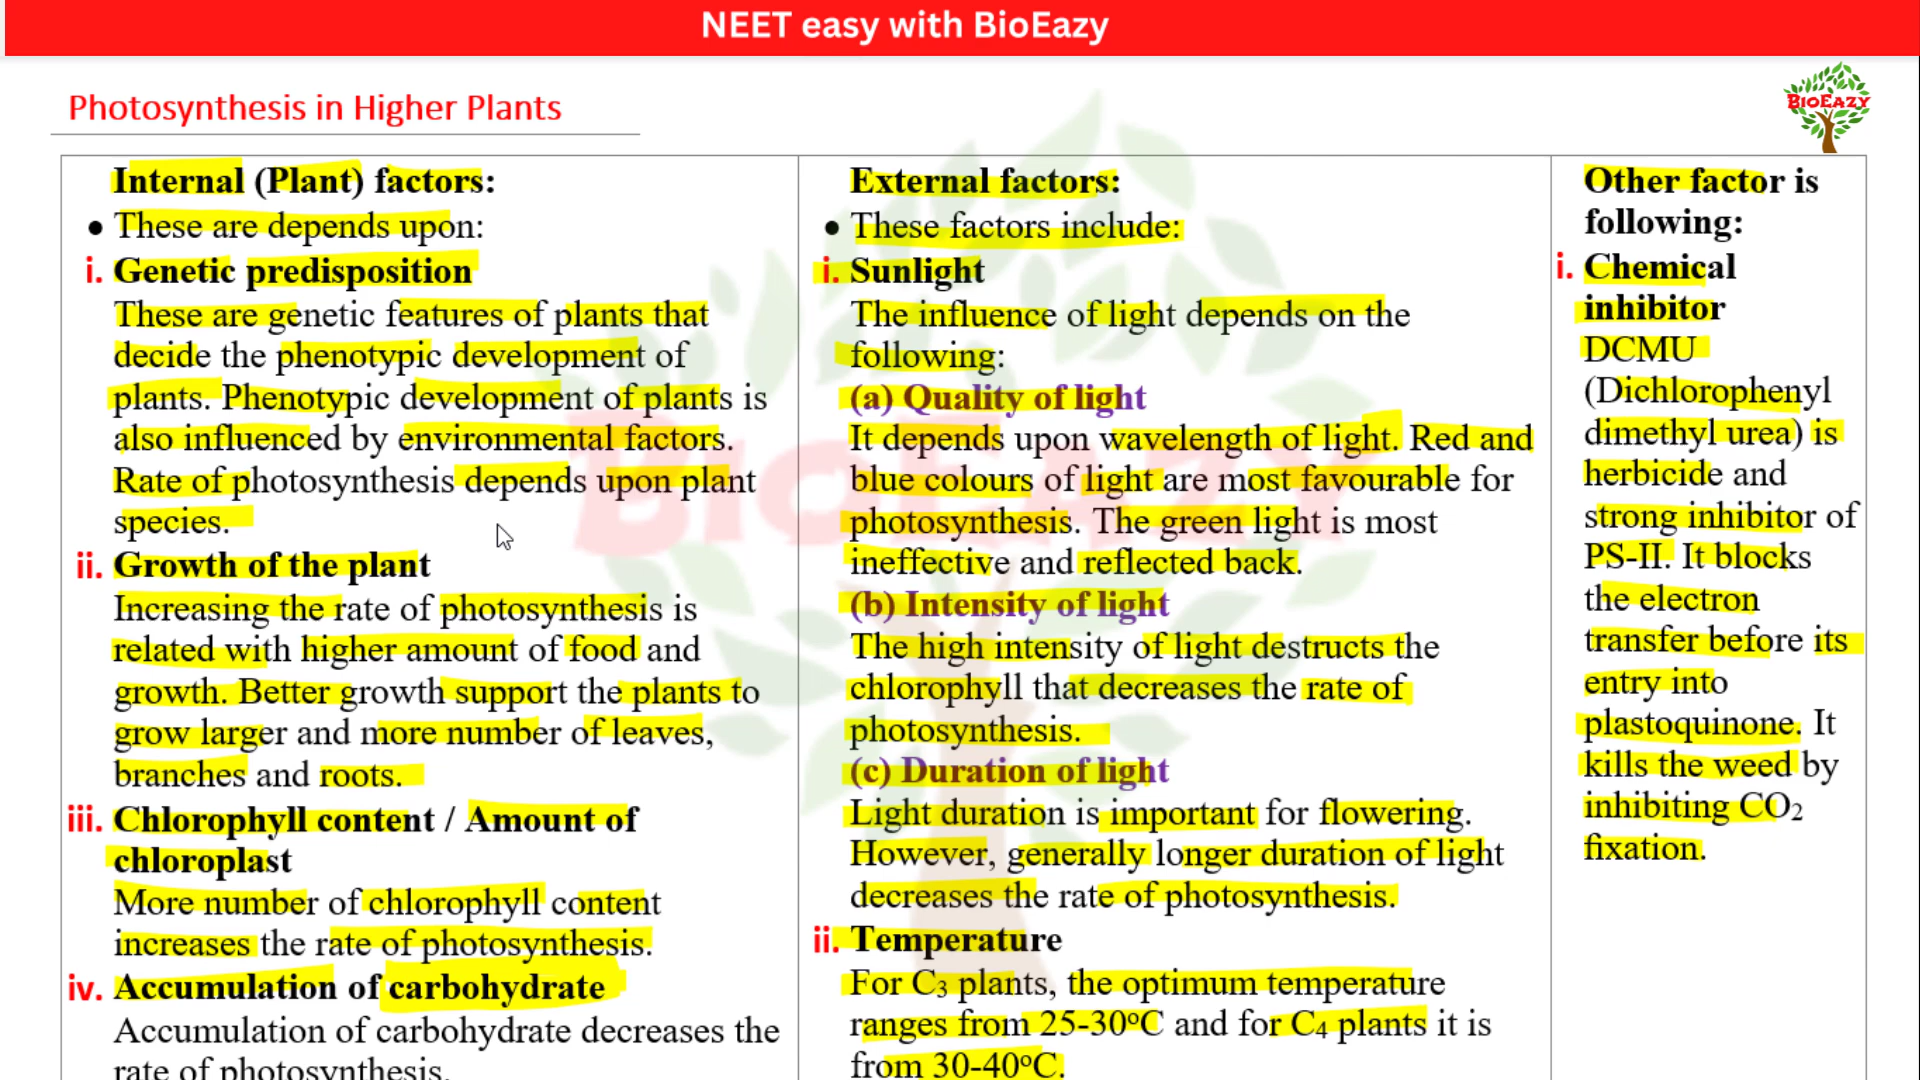 NEET easy with BioEazy
Photosynthesis in Higher Plants
BIOEAZY
Internal (Plant) factors:
• These are depends upon:
i. Genetic predisposition
These are genetic features of plants that
decide the phenotypic development of
plants. Phenotypic development of plants is
also influenced by environmental factors.
Rate of photosynthesis depends upon plant
species.
ii. Growth of the plant
Increasing the rate of photosynthesis is
related with higher amount of food and
growth. Better growth support the plants to
grow larger and more number of leaves,
branches and roots.
iii. Chlorophyll content / Amount of
chloroplast
More number of chlorophyll content
increases the rate of photosynthesis.
iv. Accumulation of carbohydrate
Accumulation of carbohydrate decreases the
rate of photosynthesis.
External factors:
• These factors include:
i. Sunlight
The influence of light depends on the
following:
(a) Quality of light
It depends upon wavelength of light. Red and
blue colours of light are most favourable for
photosynthesis. The green light is most
ineffective and reflected back.
(b) Intensity of light
The high intensity of light destructs the
chlorophyll that decreases the rate of
photosynthesis.
(c) Duration of light
Light duration is important for flowering.
However, generally longer duration of light
decreases the rate of photosynthesis.
ii. Temperature
For C₃ plants, the optimum temperature
ranges from 25-30ºC and for C₄ plants it is
from 30-40ºC.
Other factor is
following:
i. Chemical
inhibitor
DCMU
(Dichlorophenyl
dimethyl urea) is
herbicide and
strong inhibitor of
PS-II. It blocks
the electron
transfer before its
entry into
plastoquinone. It
kills the weed by
inhibiting CO₂
fixation.
BIOEAZY